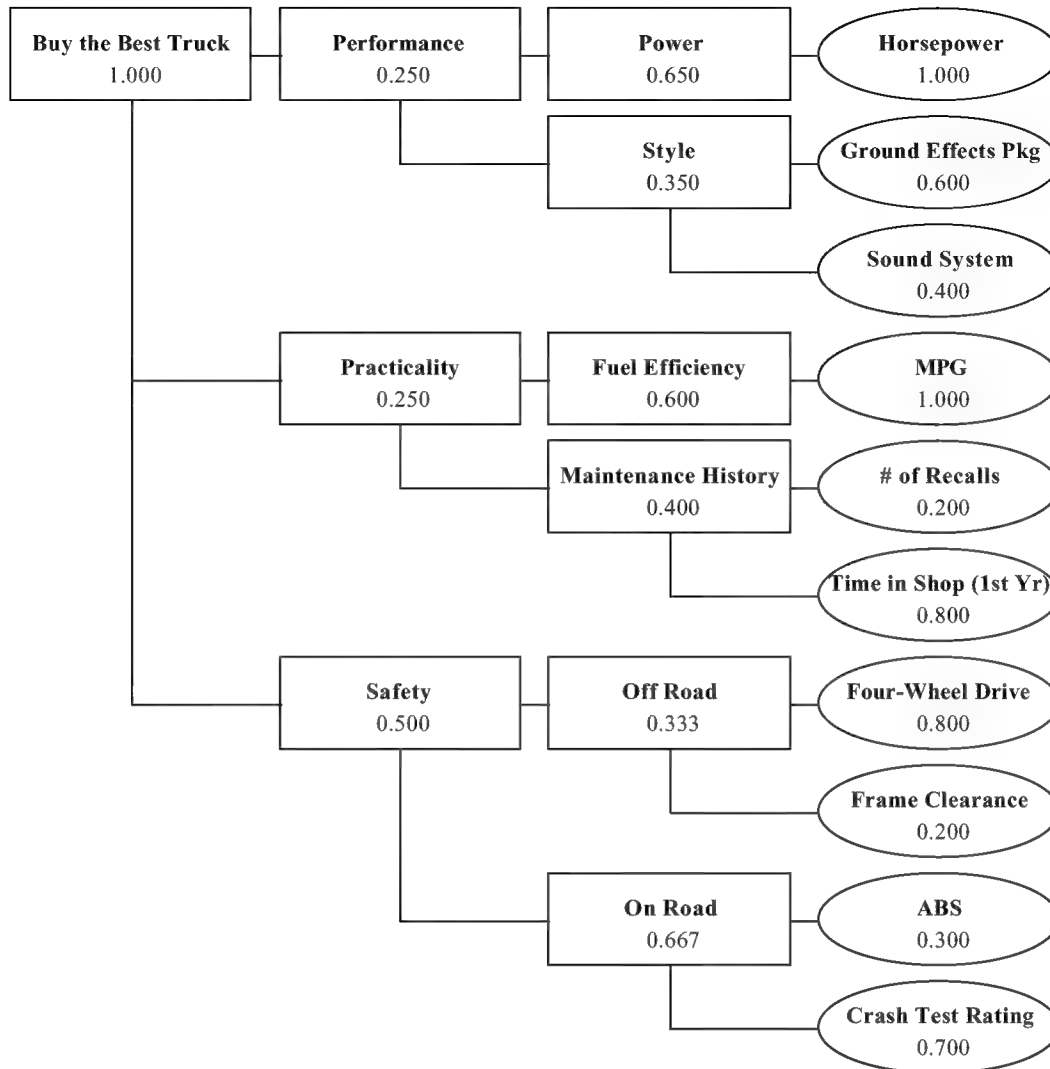 Buy the Best Truck
1.000
Performance
0.250
Power
0.650
Horsepower
1.000
Style
0.350
Ground Effects Pkg
0.600
Sound System
0.400
Practicality
0.250
Fuel Efficiency
0.600
MPG
1.000
Maintenance History
0.400
# of Recalls
0.200
Time in Shop (1st Yr)
0.800
Safety
0.500
Off Road
0.333
Four-Wheel Drive
0.800
Frame Clearance
0.200
On Road
0.667
ABS
0.300
Crash Test Rating
0.700